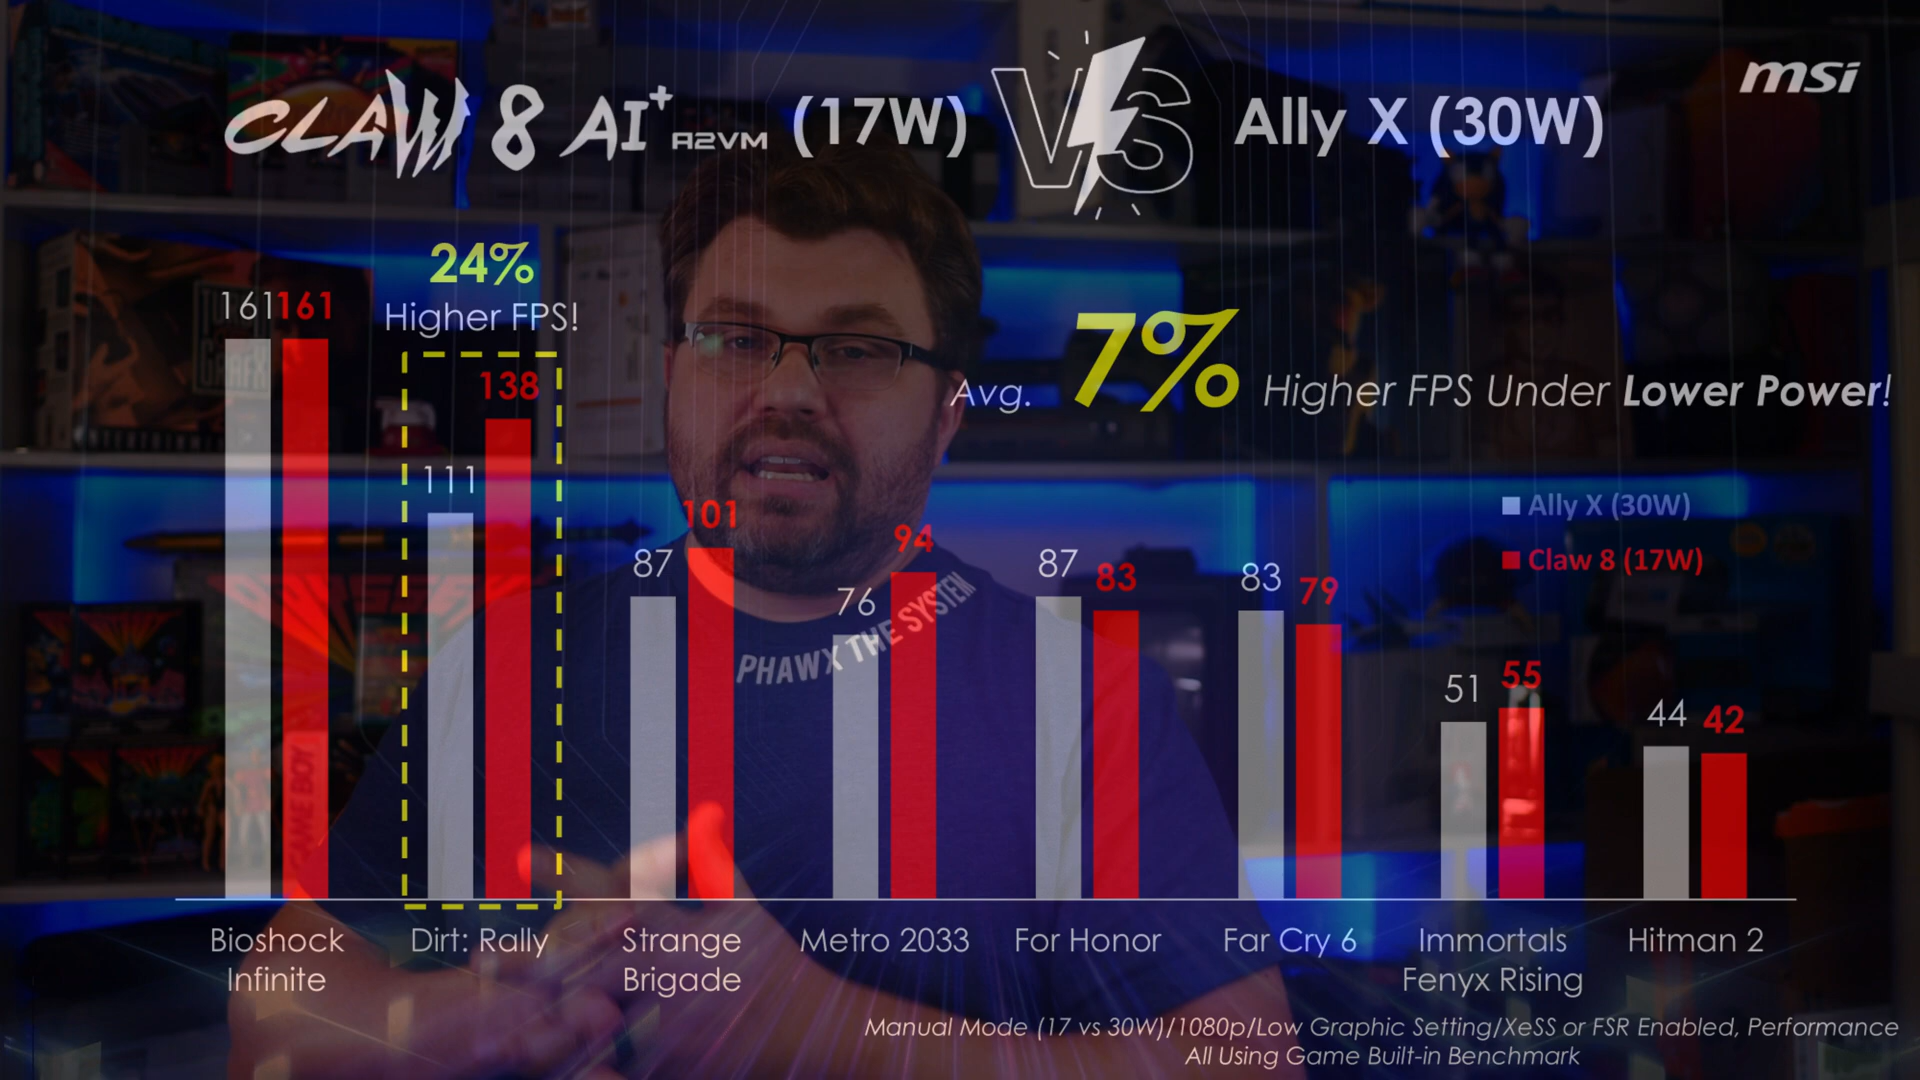 CLAW 8 AI+ A2VM (17W) VS Ally X (30W)
msi
24%
Higher FPS!
Avg. 7% Higher FPS Under Lower Power!
161 161
111 138
87 101
76 94
87 83
83 79
51 55
44 42
Ally X (30W)
Claw 8 (17W)
PHAWX THE SYSTEM
GAME BOY
Bioshock
Infinite
Dirt: Rally
Strange
Brigade
Metro 2033
For Honor
Far Cry 6
Immortals
Fenyx Rising
Hitman 2
Manual Mode (17 vs 30W)/1080p/Low Graphic Setting/XeSS or FSR Enabled, Performance
All Using Game Built-in Benchmark